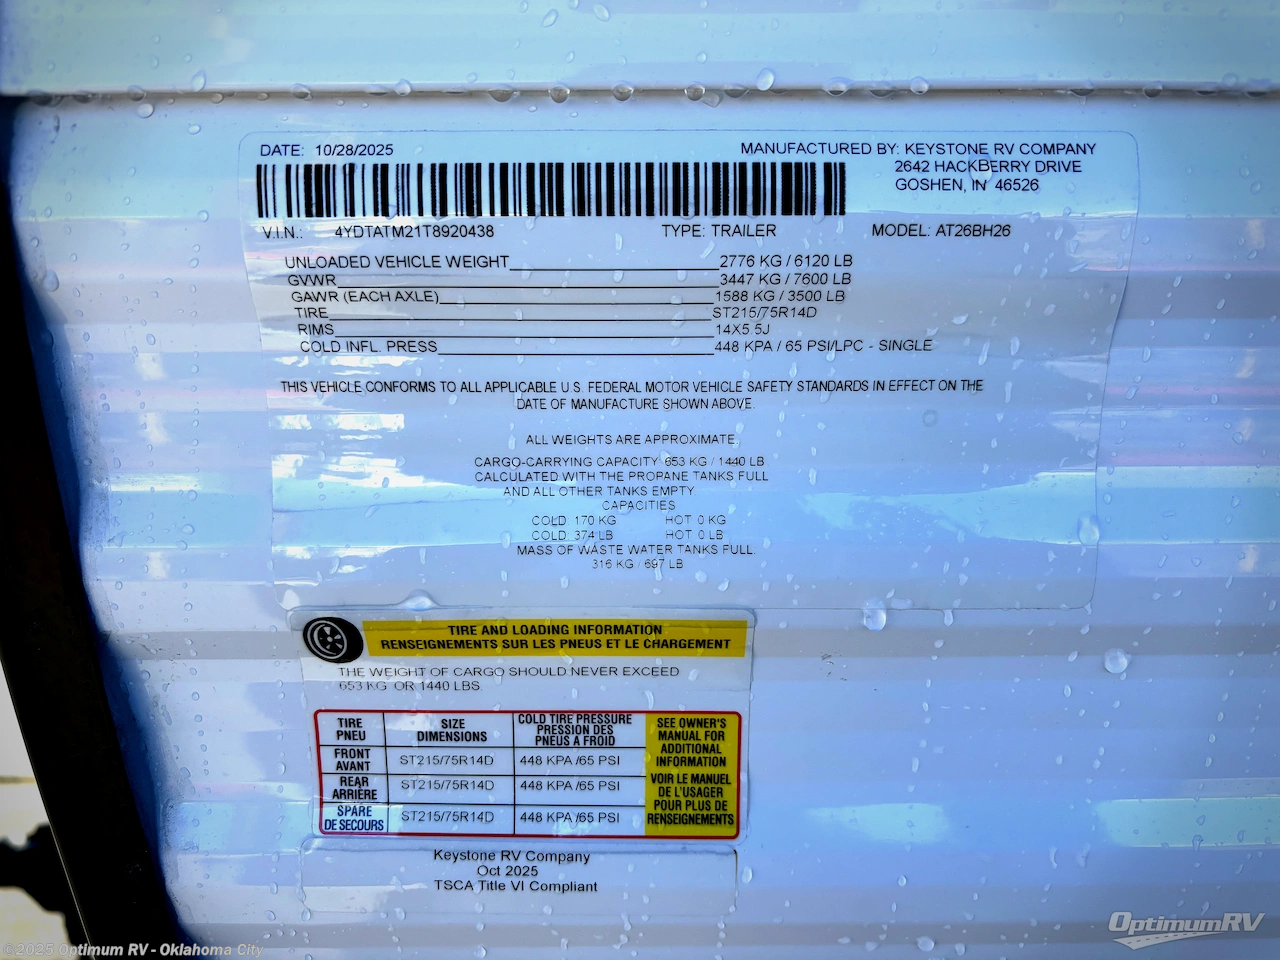 DATE: 10/28/2025
MANUFACTURED BY: KEYSTONE RV COMPANY
2642 HACKBERRY DRIVE
GOSHEN, IN 46526
V.I.N.: 4YDTATM21T8920438 TYPE: TRAILER MODEL: AT26BH26
UNLOADED VEHICLE WEIGHT 2776 KG / 6120 LB
GVWR 3447 KG / 7600 LB
GAWR (EACH AXLE) 1588 KG / 3500 LB
TIRE ST215/75R14D
RIMS 14X5.5J
COLD INFL. PRESS 448 KPA / 65 PSI/LPC - SINGLE
THIS VEHICLE CONFORMS TO ALL APPLICABLE U.S. FEDERAL MOTOR VEHICLE SAFETY STANDARDS IN EFFECT ON THE
DATE OF MANUFACTURE SHOWN ABOVE.
ALL WEIGHTS ARE APPROXIMATE.
CARGO-CARRYING CAPACITY 653 KG / 1440 LB
CALCULATED WITH THE PROPANE TANKS FULL
AND ALL OTHER TANKS EMPTY
CAPACITIES
COLD: 170 KG HOT: 0 KG
COLD: 374 LB HOT: 0 LB
MASS OF WASTE WATER TANKS FULL.
316 KG / 697 LB
TIRE AND LOADING INFORMATION
RENSEIGNEMENTS SUR LES PNEUS ET LE CHARGEMENT
THE WEIGHT OF CARGO SHOULD NEVER EXCEED
653 KG OR 1440 LBS
TIRE
PNEU
SIZE
DIMENSIONS
COLD TIRE PRESSURE
PRESSION DES
PNEUS A FROID
SEE OWNER'S
MANUAL FOR
ADDITIONAL
INFORMATION
VOIR LE MANUEL
DE L'USAGER
POUR PLUS DE
RENSEIGNEMENTS
FRONT
AVANT
ST215/75R14D
448 KPA /65 PSI
REAR
ARRIÈRE
ST215/75R14D
448 KPA /65 PSI
SPARE
DE SECOURS
ST215/75R14D
448 KPA /65 PSI
Keystone RV Company
Oct 2025
TSCA Title VI Compliant
©2025 Optimum RV - Oklahoma City
OptimumRV